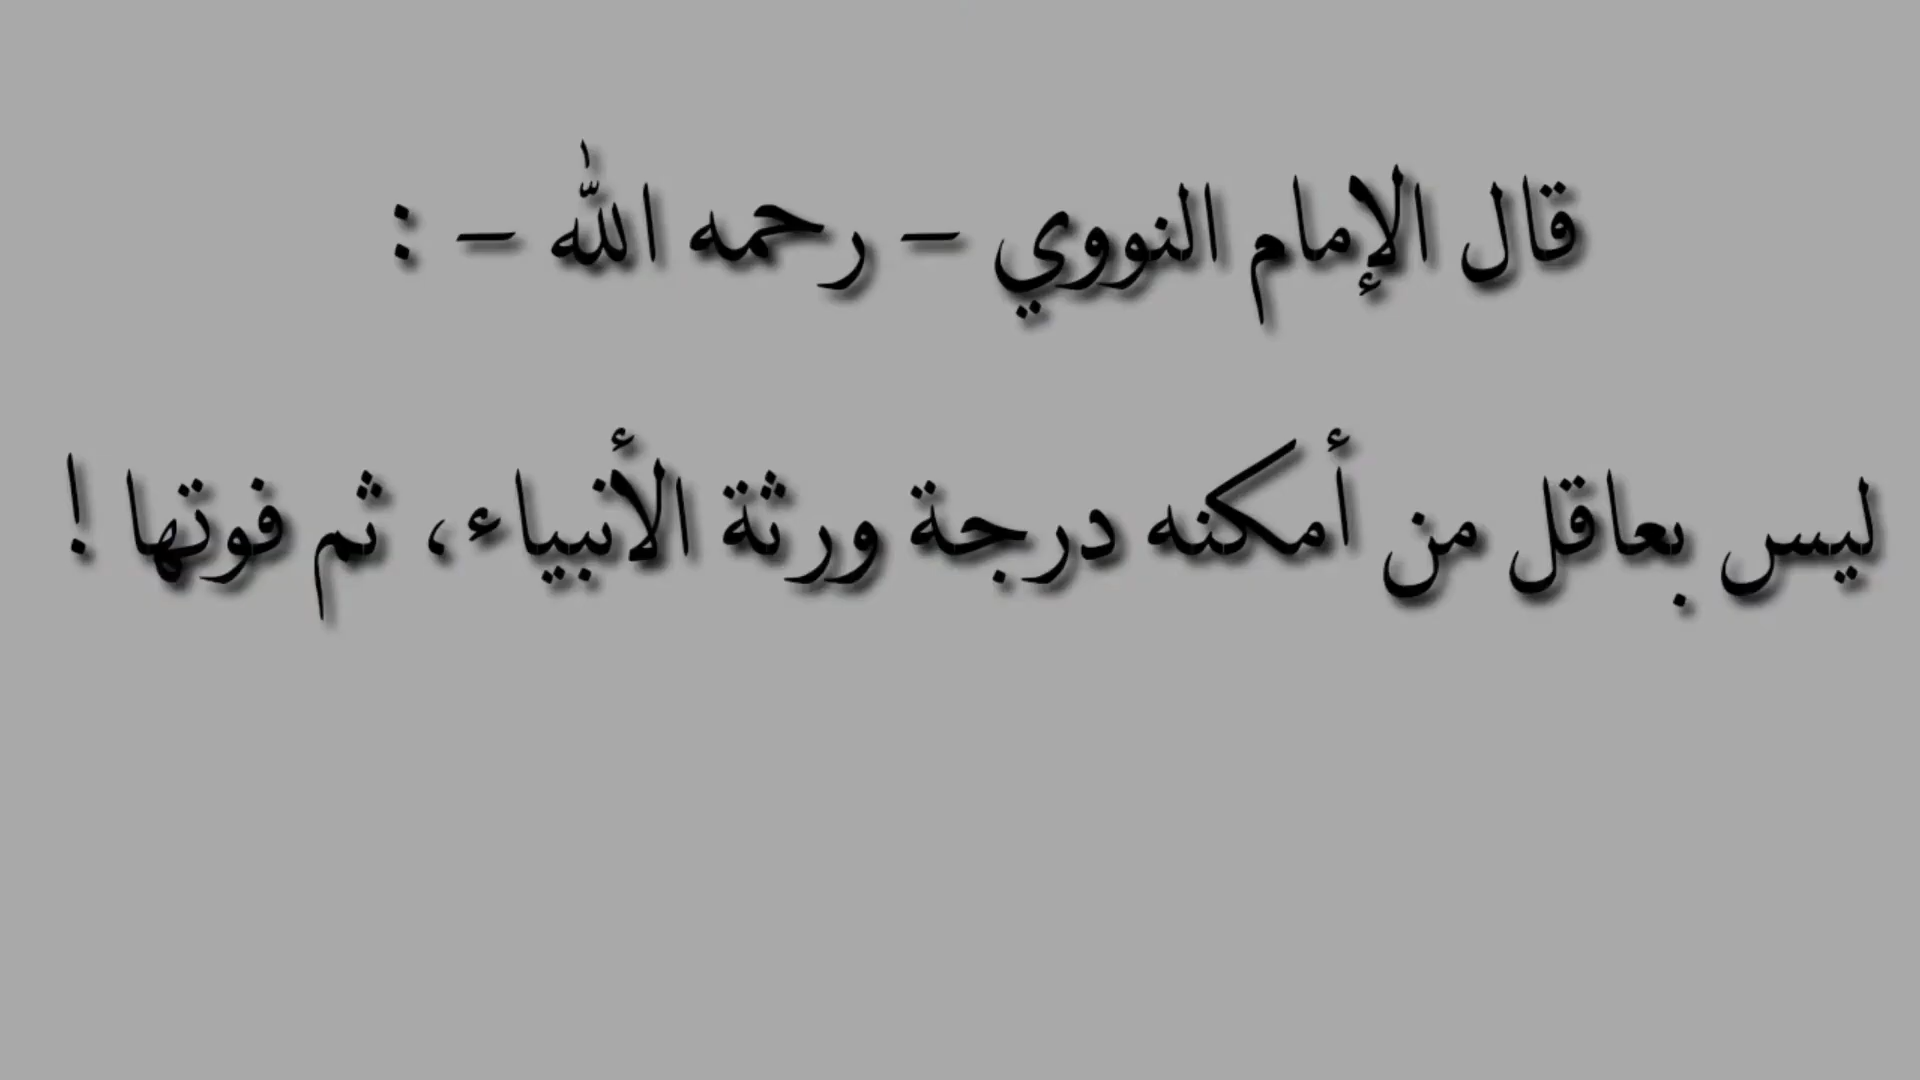 قال الإمام النووي – رحمه الله – :
ليس بعاقل من أمكنه درجة ورثة الأنبياء، ثم فوتها !